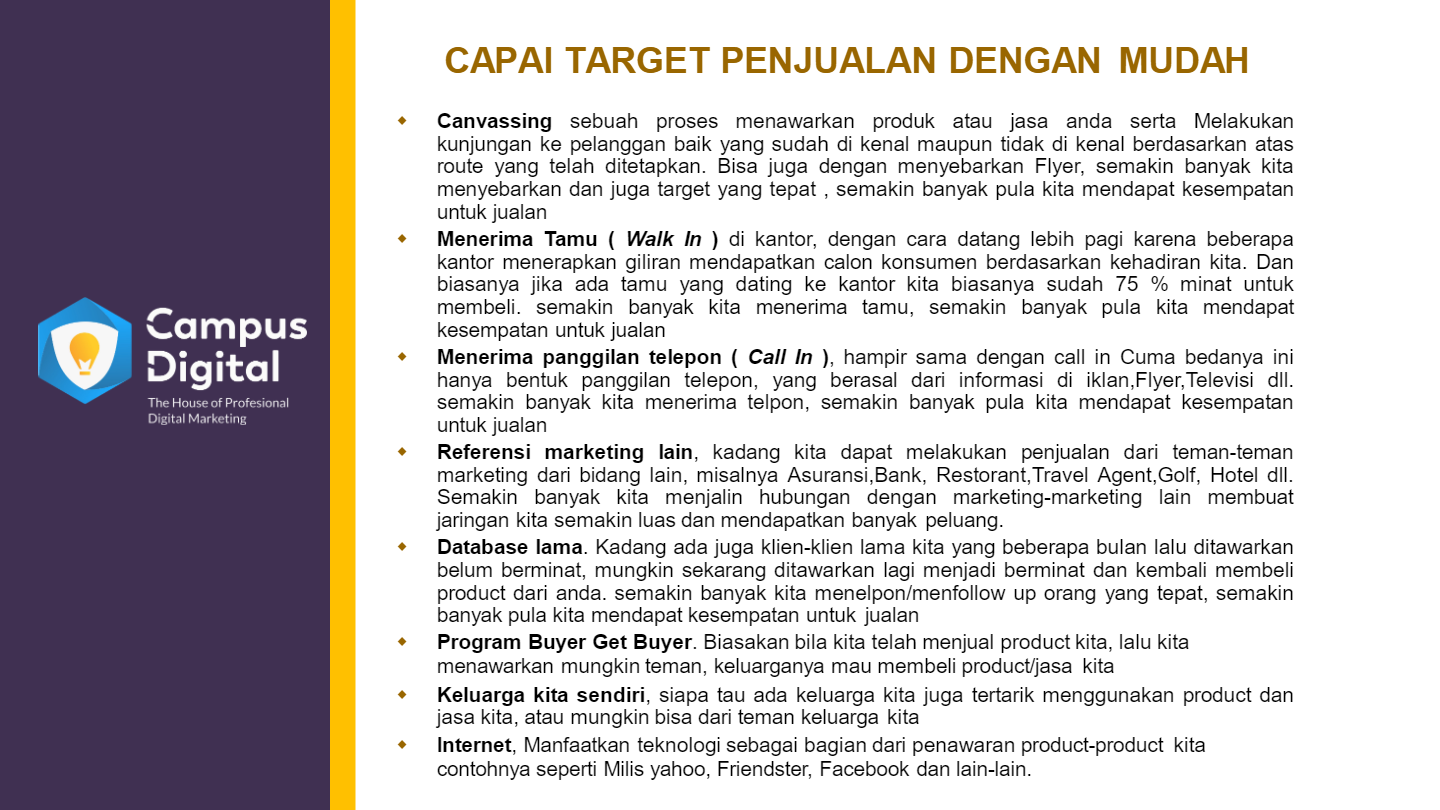 CAPAI TARGET PENJUALAN DENGAN MUDAH
Campus
Digital
The House of Profesional
Digital Marketing
Canvassing sebuah proses menawarkan produk atau jasa anda serta Melakukan
kunjungan ke pelanggan baik yang sudah di kenal maupun tidak di kenal berdasarkan atas
route yang telah ditetapkan. Bisa juga dengan menyebarkan Flyer, semakin banyak kita
menyebarkan dan juga target yang tepat , semakin banyak pula kita mendapat kesempatan
untuk jualan
Menerima Tamu ( Walk In ) di kantor, dengan cara datang lebih pagi karena beberapa
kantor menerapkan giliran mendapatkan calon konsumen berdasarkan kehadiran kita. Dan
biasanya jika ada tamu yang dating ke kantor kita biasanya sudah 75 % minat untuk
membeli. semakin banyak kita menerima tamu, semakin banyak pula kita mendapat
kesempatan untuk jualan
Menerima panggilan telepon ( Call In ), hampir sama dengan call in Cuma bedanya ini
hanya bentuk panggilan telepon, yang berasal dari informasi di iklan,Flyer,Televisi dll.
semakin banyak kita menerima telpon, semakin banyak pula kita mendapat kesempatan
untuk jualan
Referensi marketing lain, kadang kita dapat melakukan penjualan dari teman-teman
marketing dari bidang lain, misalnya Asuransi,Bank, Restorant,Travel Agent,Golf, Hotel dll.
Semakin banyak kita menjalin hubungan dengan marketing-marketing lain membuat
jaringan kita semakin luas dan mendapatkan banyak peluang.
Database lama. Kadang ada juga klien-klien lama kita yang beberapa bulan lalu ditawarkan
belum berminat, mungkin sekarang ditawarkan lagi menjadi berminat dan kembali membeli
product dari anda. semakin banyak kita menelpon/menfollow up orang yang tepat, semakin
banyak pula kita mendapat kesempatan untuk jualan
Program Buyer Get Buyer. Biasakan bila kita telah menjual product kita, lalu kita
menawarkan mungkin teman, keluarganya mau membeli product/jasa kita
Keluarga kita sendiri, siapa tau ada keluarga kita juga tertarik menggunakan product dan
jasa kita, atau mungkin bisa dari teman keluarga kita
Internet, Manfaatkan teknologi sebagai bagian dari penawaran product-product kita
contohnya seperti Milis yahoo, Friendster, Facebook dan lain-lain.